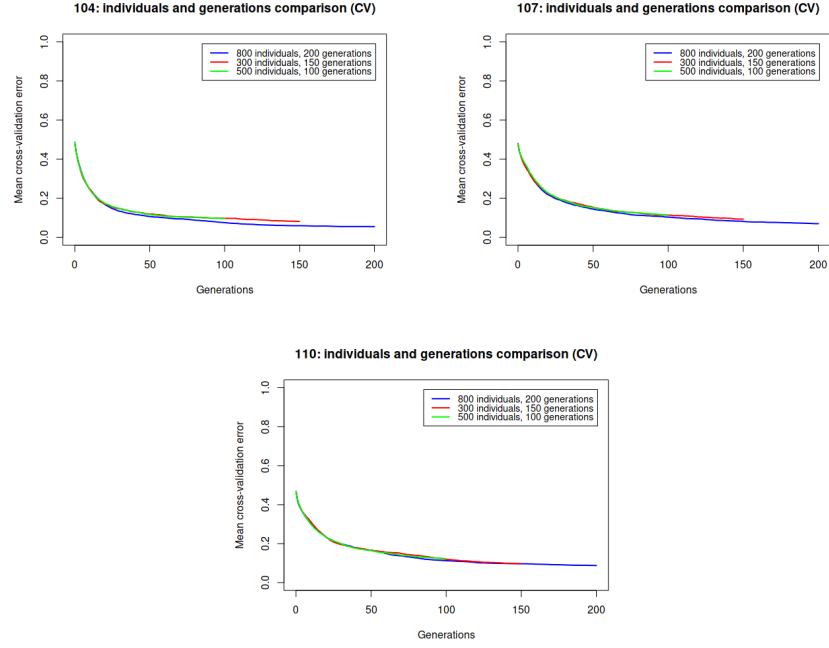 104: individuals and generations comparison (CV)
Mean cross-validation error
1.0
0.8
0.6
0.4
0.2
0.0
800 individuals, 200 generations
300 individuals, 150 generations
500 individuals, 100 generations
0 50 100 150 200
Generations
107: individuals and generations comparison (CV)
Mean cross-validation error
1.0
0.8
0.6
0.4
0.2
0.0
800 individuals, 200 generations
300 individuals, 150 generations
500 individuals, 100 generations
0 50 100 150 200
Generations
110: individuals and generations comparison (CV)
Mean cross-validation error
1.0
0.8
0.6
0.4
0.2
0.0
800 individuals, 200 generations
300 individuals, 150 generations
500 individuals, 100 generations
0 50 100 150 200
Generations